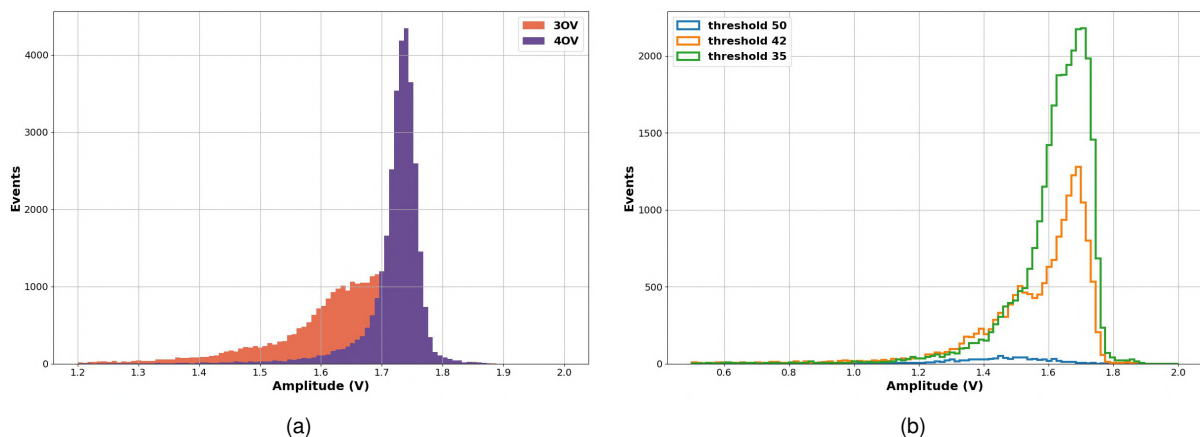 3OV
4OV
4000
3000
2000
1000
0
Events
1.2 1.3 1.4 1.5 1.6 1.7 1.8 1.9 2.0
Amplitude (V)
(a)
threshold 50
threshold 42
threshold 35
2000
1500
1000
500
0
Events
0.6 0.8 1.0 1.2 1.4 1.6 1.8 2.0
Amplitude (V)
(b)